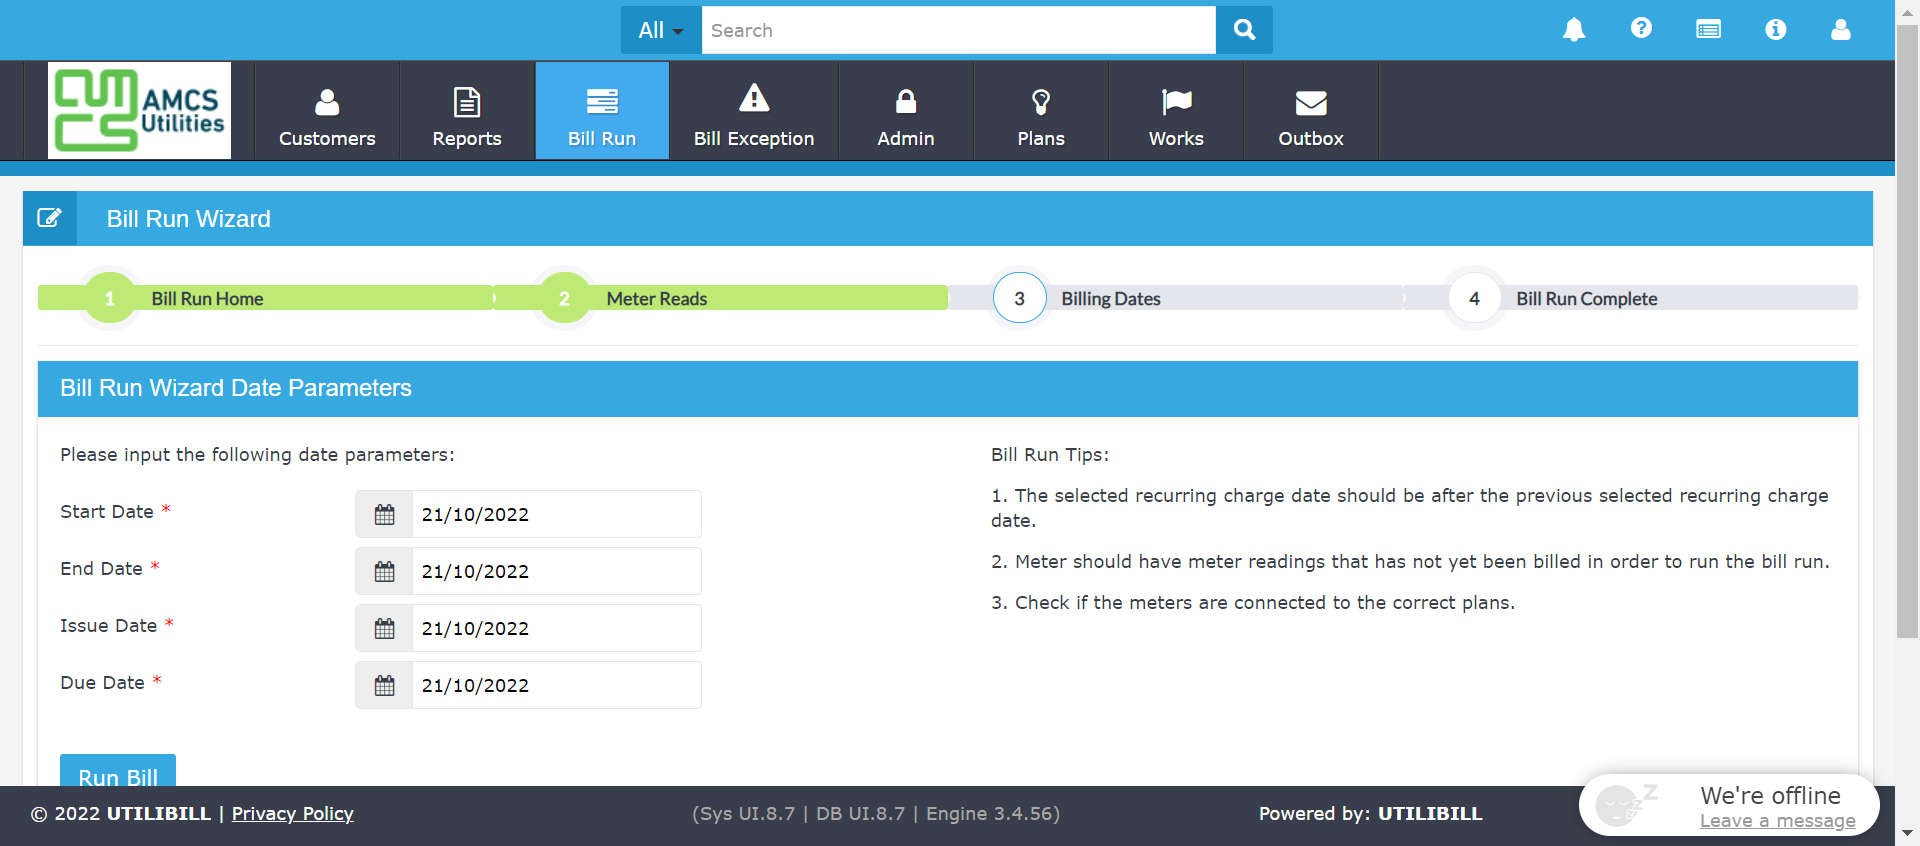 All
Search
AMCS
Utilities
Customers
Reports
Bill Run
Bill Exception
Admin
Plans
Works
Outbox
Bill Run Wizard
1 Bill Run Home
2 Meter Reads
3 Billing Dates
4 Bill Run Complete
Bill Run Wizard Date Parameters
Please input the following date parameters:
Start Date * 21/10/2022
End Date * 21/10/2022
Issue Date * 21/10/2022
Due Date * 21/10/2022
Bill Run Tips:
1. The selected recurring charge date should be after the previous selected recurring charge
date.
2. Meter should have meter readings that has not yet been billed in order to run the bill run.
3. Check if the meters are connected to the correct plans.
Run Bill
© 2022 UTILIBILL | Privacy Policy
(Sys UI.8.7 | DB UI.8.7 | Engine 3.4.56)
Powered by: UTILIBILL
We're offline
Leave a message